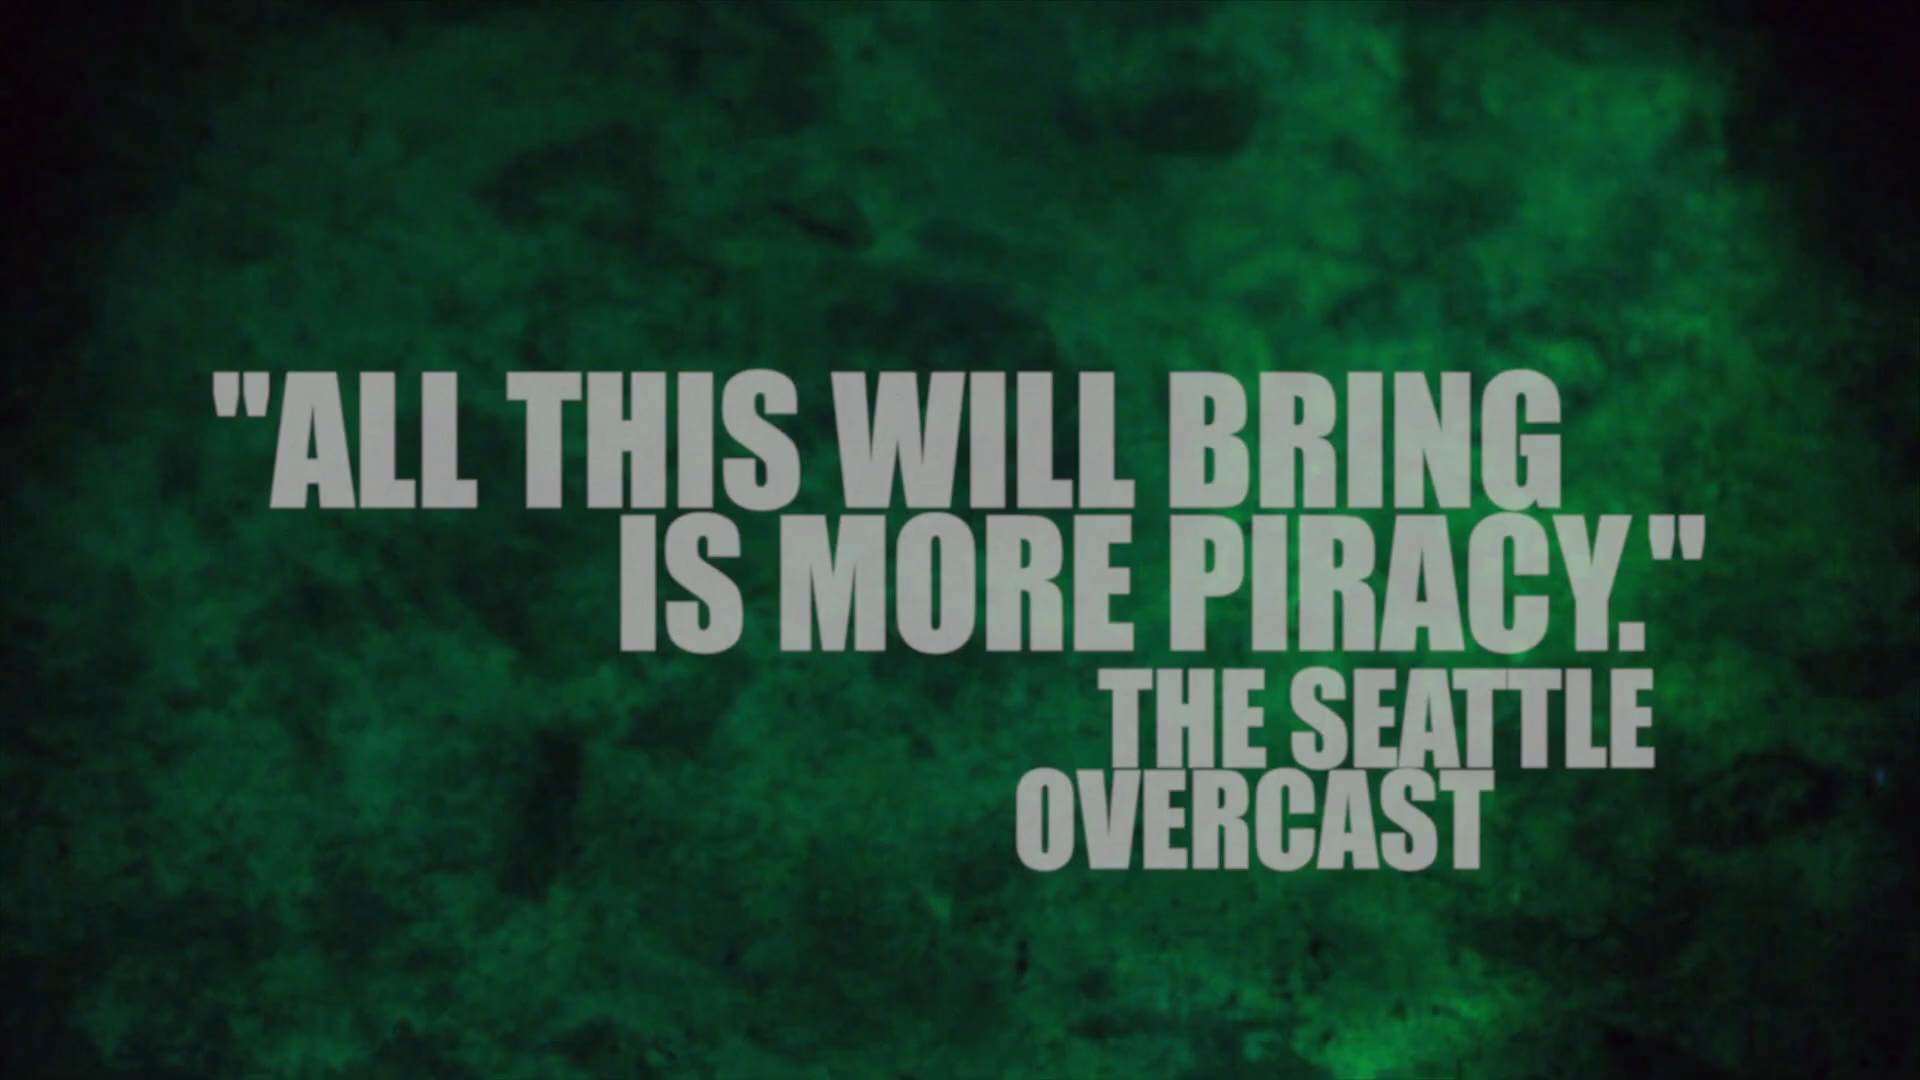 "ALL THIS WILL BRING
IS MORE PIRACY."
THE SEATTLE
OVERCAST